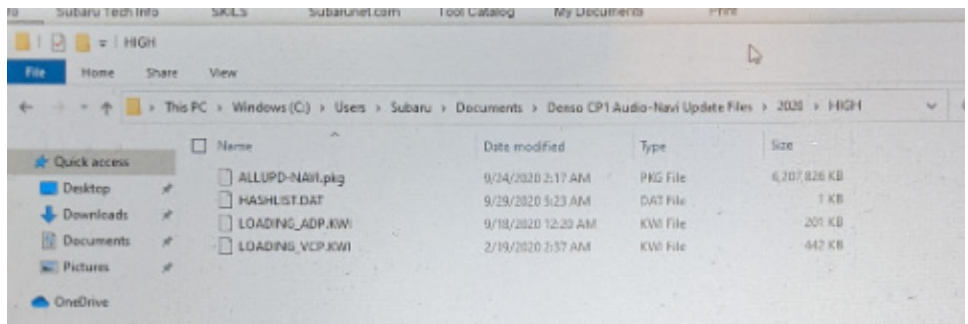 Subaru Tech Info SKILS Subarunet.com Tool Catalog My Documents Print
HIGH
File Home Share View
This PC > Windows (C:) > Users > Subaru > Documents > Denso CP1 Audio-Navi Update Files > 2020 > HIGH
Name Date modified Type Size
Quick access
Desktop
Downloads
Documents
Pictures
OneDrive
ALLUPD-NAVI.pkg 9/24/2020 2:17 AM PKG File 6,207,826 KB
HASHLIST.DAT 9/29/2020 5:23 AM DAT File 1 KB
LOADING_ADP.KWI 9/18/2020 12:20 AM KWI File 201 KB
LOADING_VCP.KWI 2/19/2020 2:37 AM KWI File 442 KB